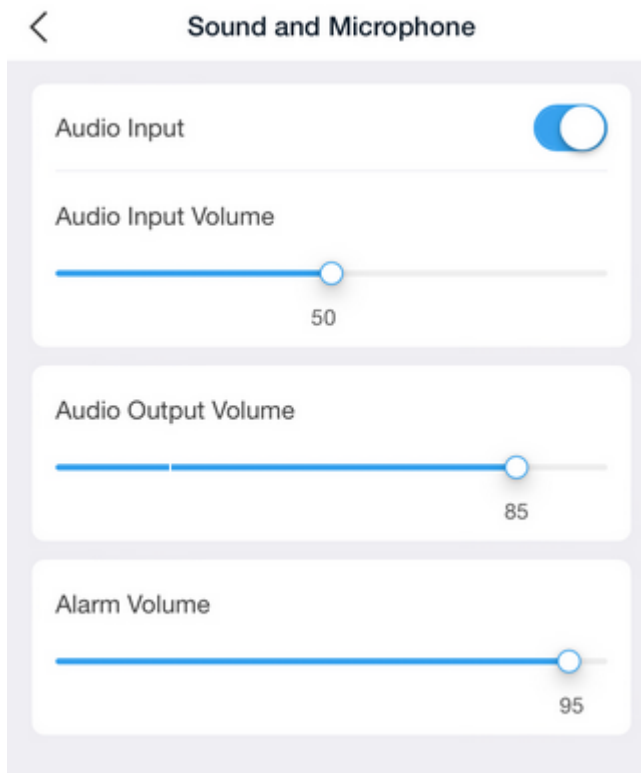 Sound and Microphone
Audio Input
Audio Input Volume
50
Audio Output Volume
85
Alarm Volume
95